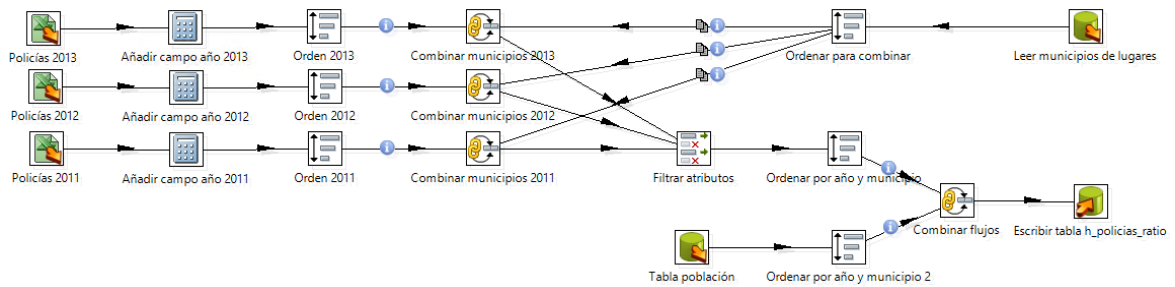 Policías 2013
Añadir campo año 2013
Orden 2013
Combinar municipios 2013
Ordenar para combinar
Leer municipios de lugares
Policías 2012
Añadir campo año 2012
Orden 2012
Combinar municipios 2012
Policías 2011
Añadir campo año 2011
Orden 2011
Combinar municipios 2011
Filtrar atributos
Ordenar por año y municipio
Combinar flujos
Escribir tabla h_policias_ratio
Tabla población
Ordenar por año y municipio 2